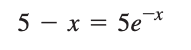 5 − x = 5e⁻ˣ